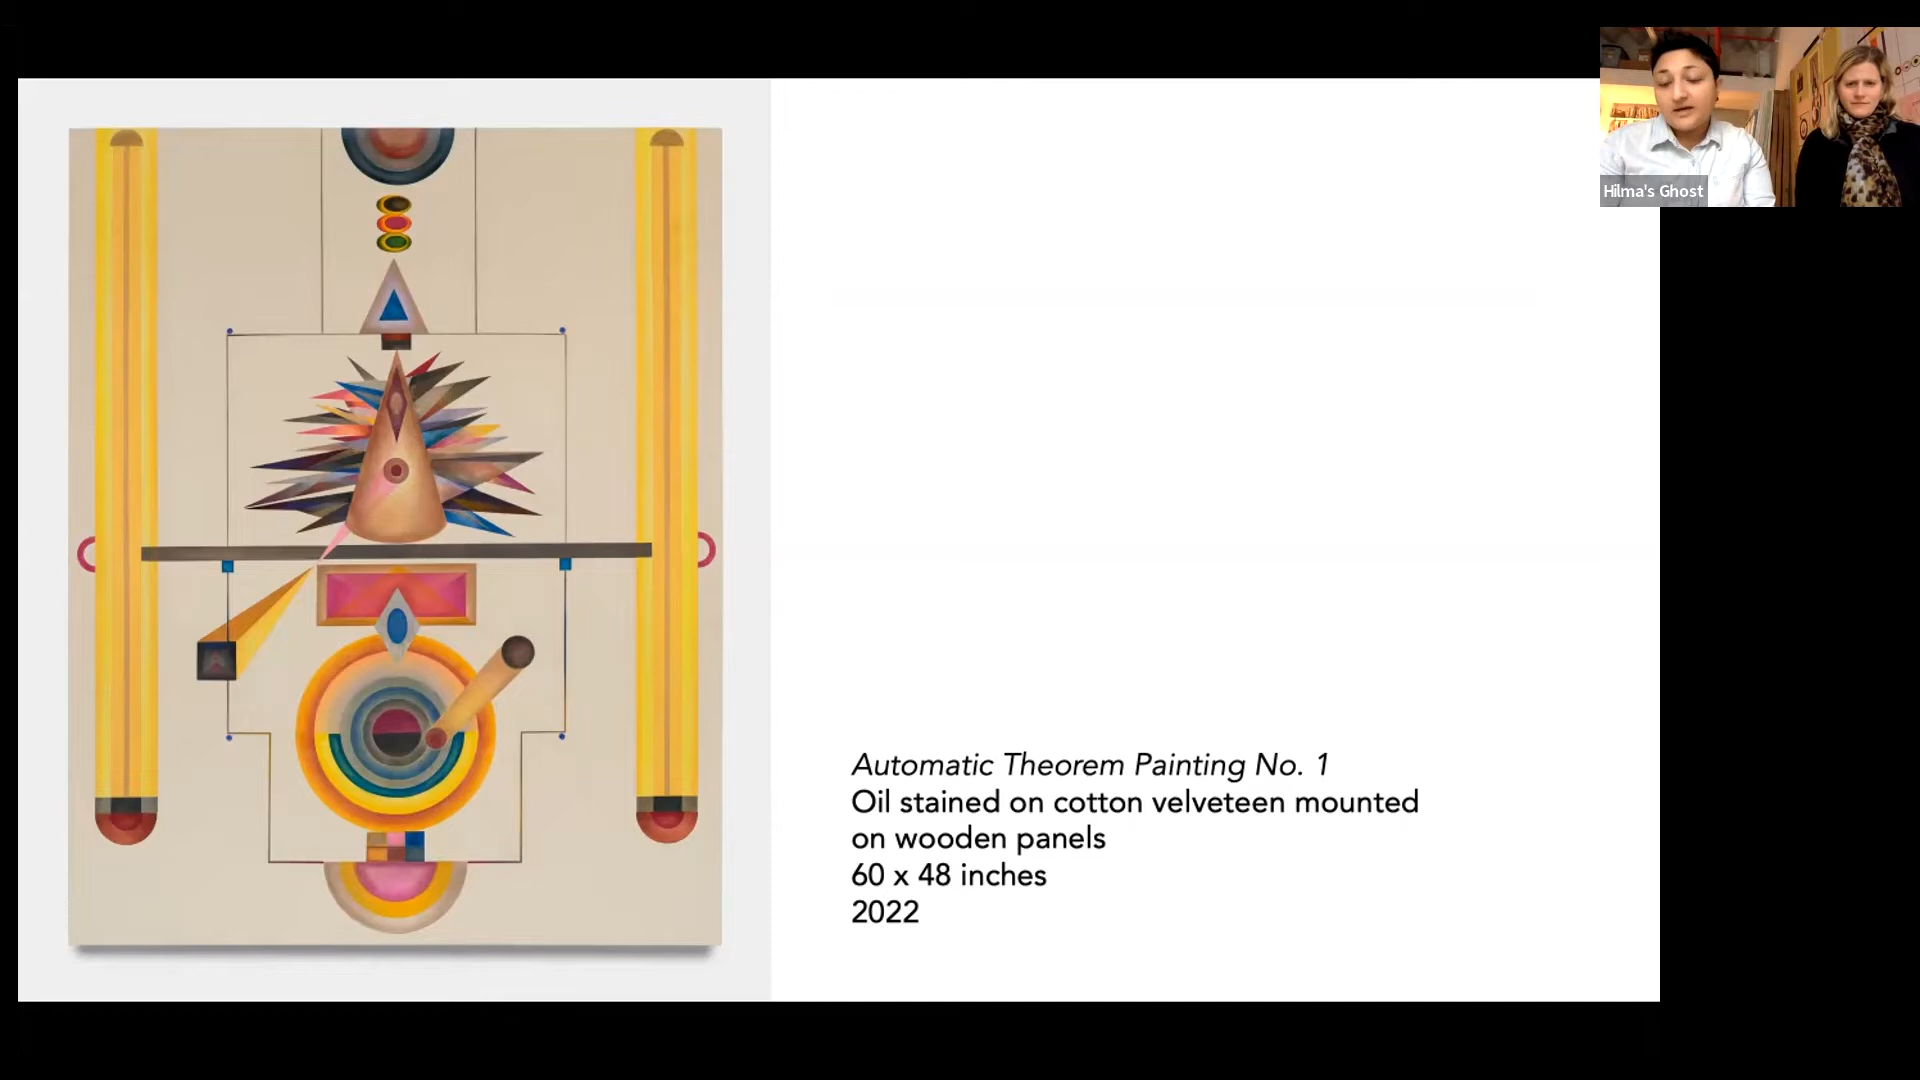 Hilma's Ghost
Automatic Theorem Painting No. 1
Oil stained on cotton velveteen mounted
on wooden panels
60 x 48 inches
2022